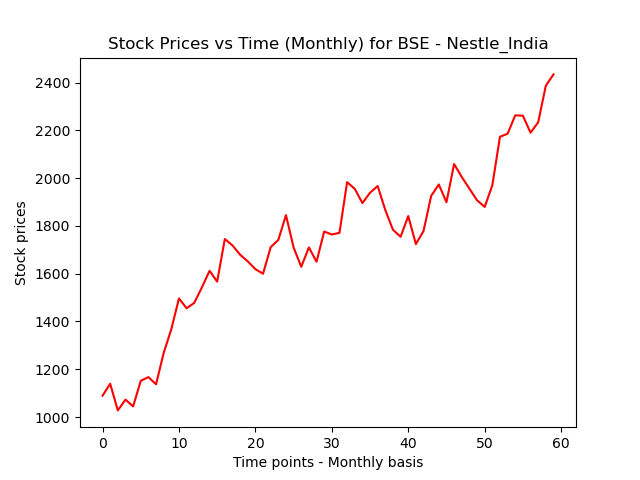 Stock Prices vs Time (Monthly) for BSE - Nestle_India
Stock prices
2400
2200
2000
1800
1600
1400
1200
1000
0 10 20 30 40 50 60
Time points - Monthly basis